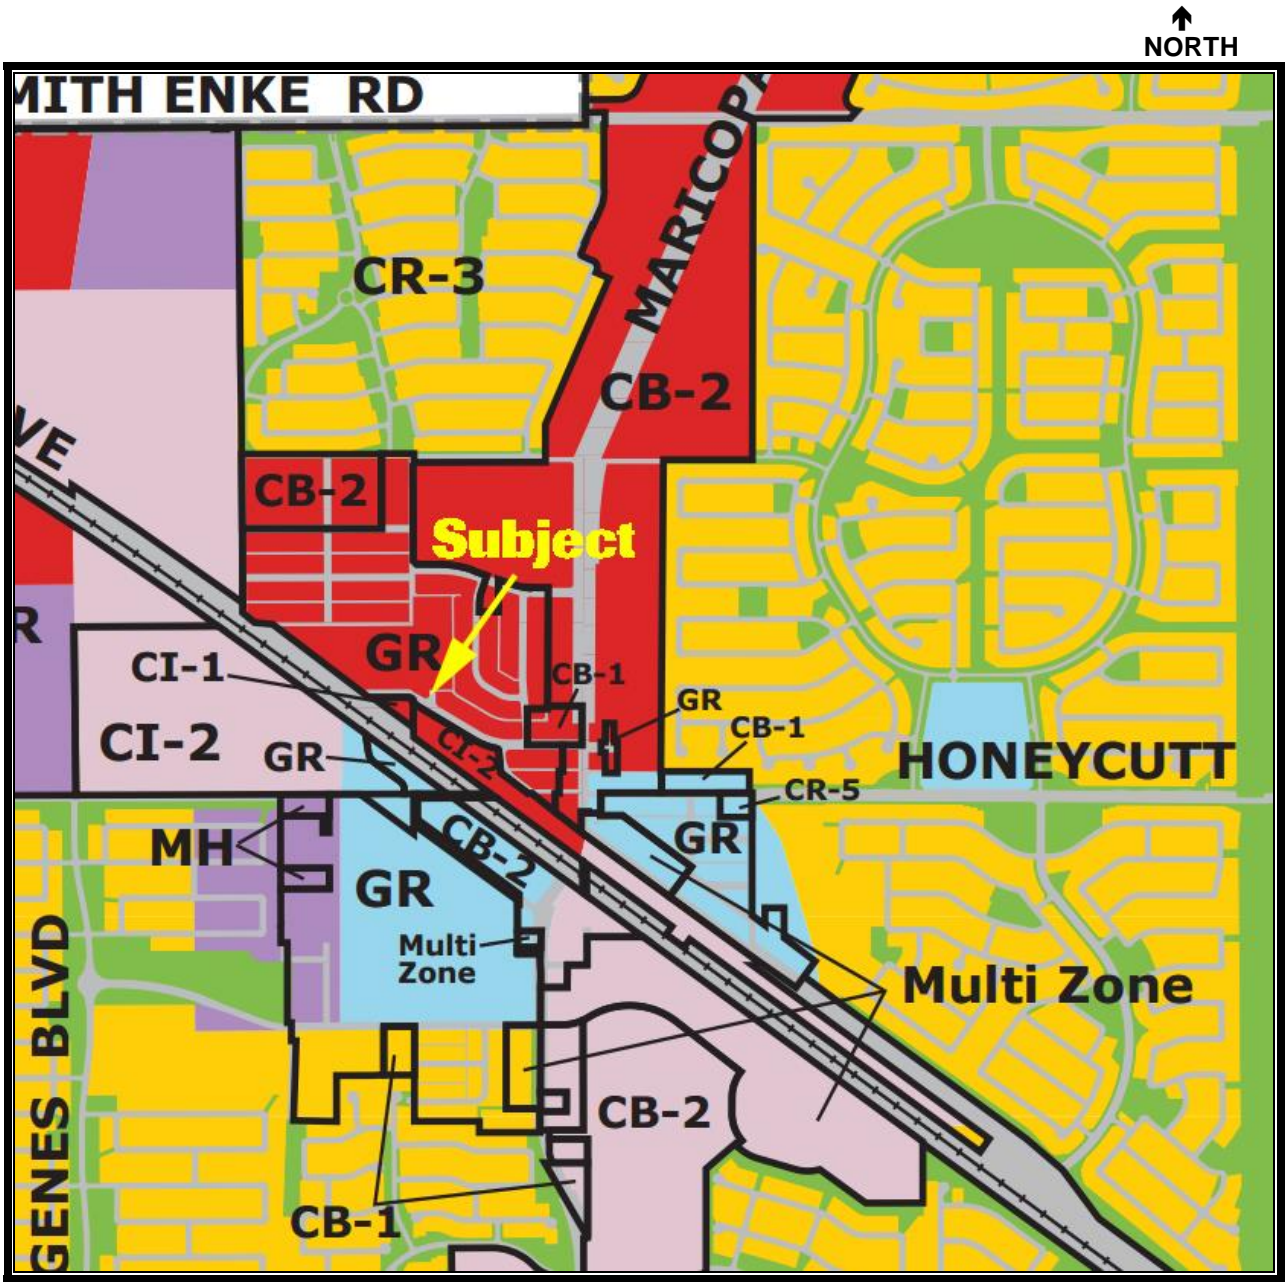 NORTH
MITH ENKE RD
MARICOPA
CR-3
CB-2
VE
CB-2
Subject
R
GR
CI-1
CB-1
GR
CI-2
CI-2
GR
CB-1
HONEYCUTT
CR-5
MH
CB-2
GR
GR
Multi
Zone
Multi Zone
GENES BLVD
CB-2
CB-1